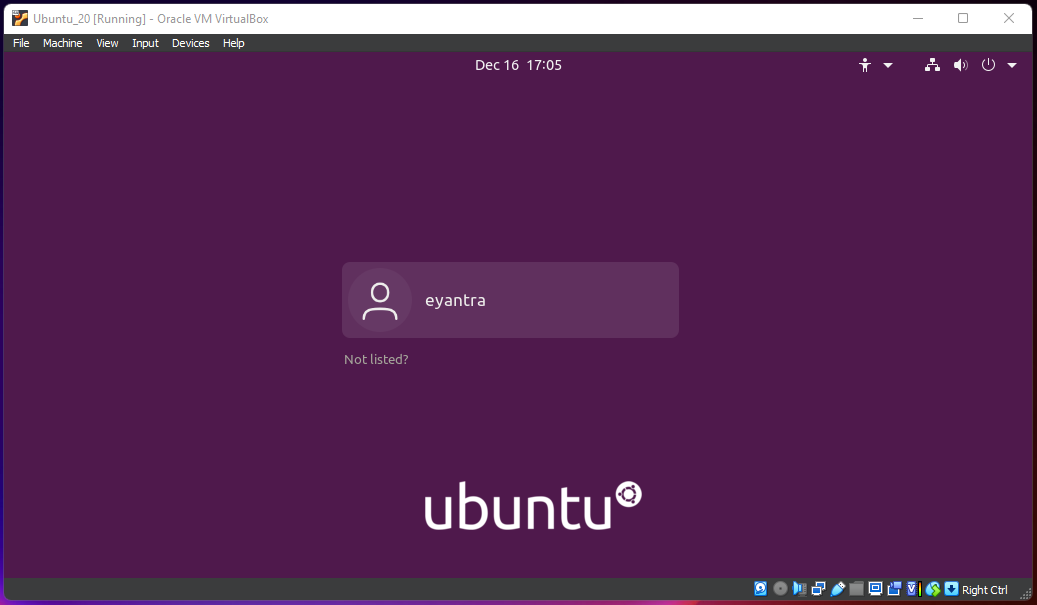 Ubuntu_20 [Running] - Oracle VM VirtualBox
File Machine View Input Devices Help
Dec 16 17:05
eyantra
Not listed?
ubuntu
Right Ctrl